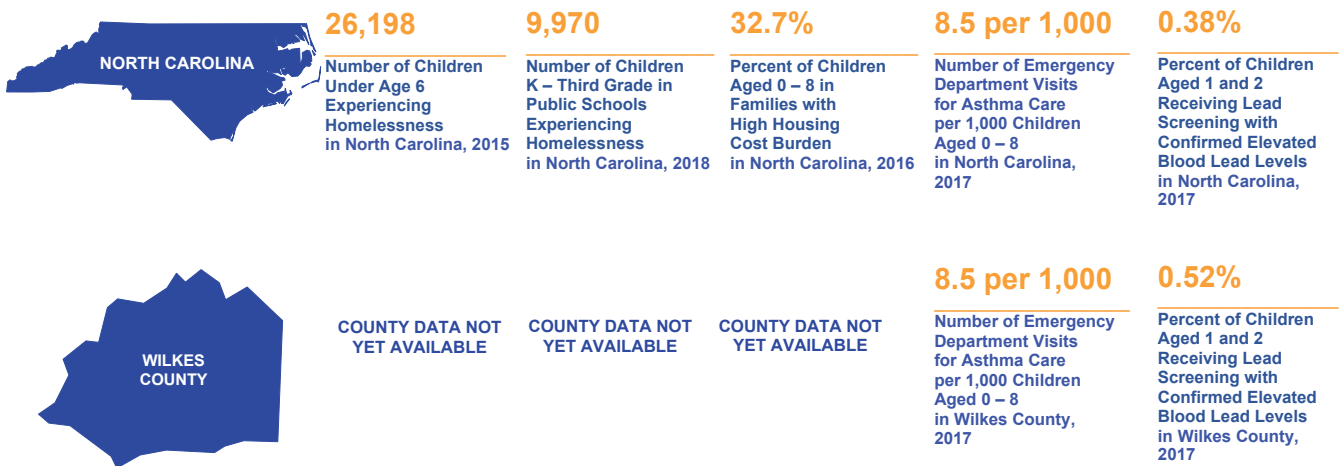 NORTH CAROLINA
26,198
Number of Children
Under Age 6
Experiencing
Homelessness
in North Carolina, 2015
9,970
Number of Children
K – Third Grade in
Public Schools
Experiencing
Homelessness
in North Carolina, 2018
32.7%
Percent of Children
Aged 0 – 8 in
Families with
High Housing
Cost Burden
in North Carolina, 2016
8.5 per 1,000
Number of Emergency
Department Visits
for Asthma Care
per 1,000 Children
Aged 0 – 8
in North Carolina,
2017
0.38%
Percent of Children
Aged 1 and 2
Receiving Lead
Screening with
Confirmed Elevated
Blood Lead Levels
in North Carolina,
2017
WILKES
COUNTY
COUNTY DATA NOT
YET AVAILABLE
COUNTY DATA NOT
YET AVAILABLE
COUNTY DATA NOT
YET AVAILABLE
8.5 per 1,000
Number of Emergency
Department Visits
for Asthma Care
per 1,000 Children
Aged 0 – 8
in Wilkes County,
2017
0.52%
Percent of Children
Aged 1 and 2
Receiving Lead
Screening with
Confirmed Elevated
Blood Lead Levels
in Wilkes County,
2017